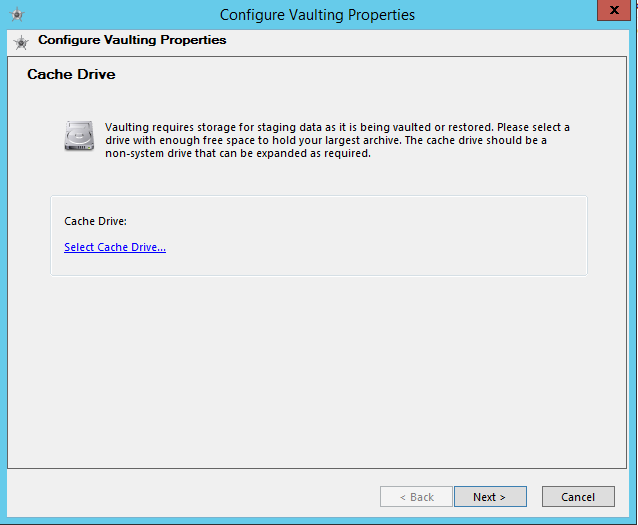 Configure Vaulting Properties
x
Configure Vaulting Properties
Cache Drive
Vaulting requires storage for staging data as it is being vaulted or restored. Please select a
drive with enough free space to hold your largest archive. The cache drive should be a
non-system drive that can be expanded as required.
Cache Drive:
Select Cache Drive...
< Back
Next >
Cancel